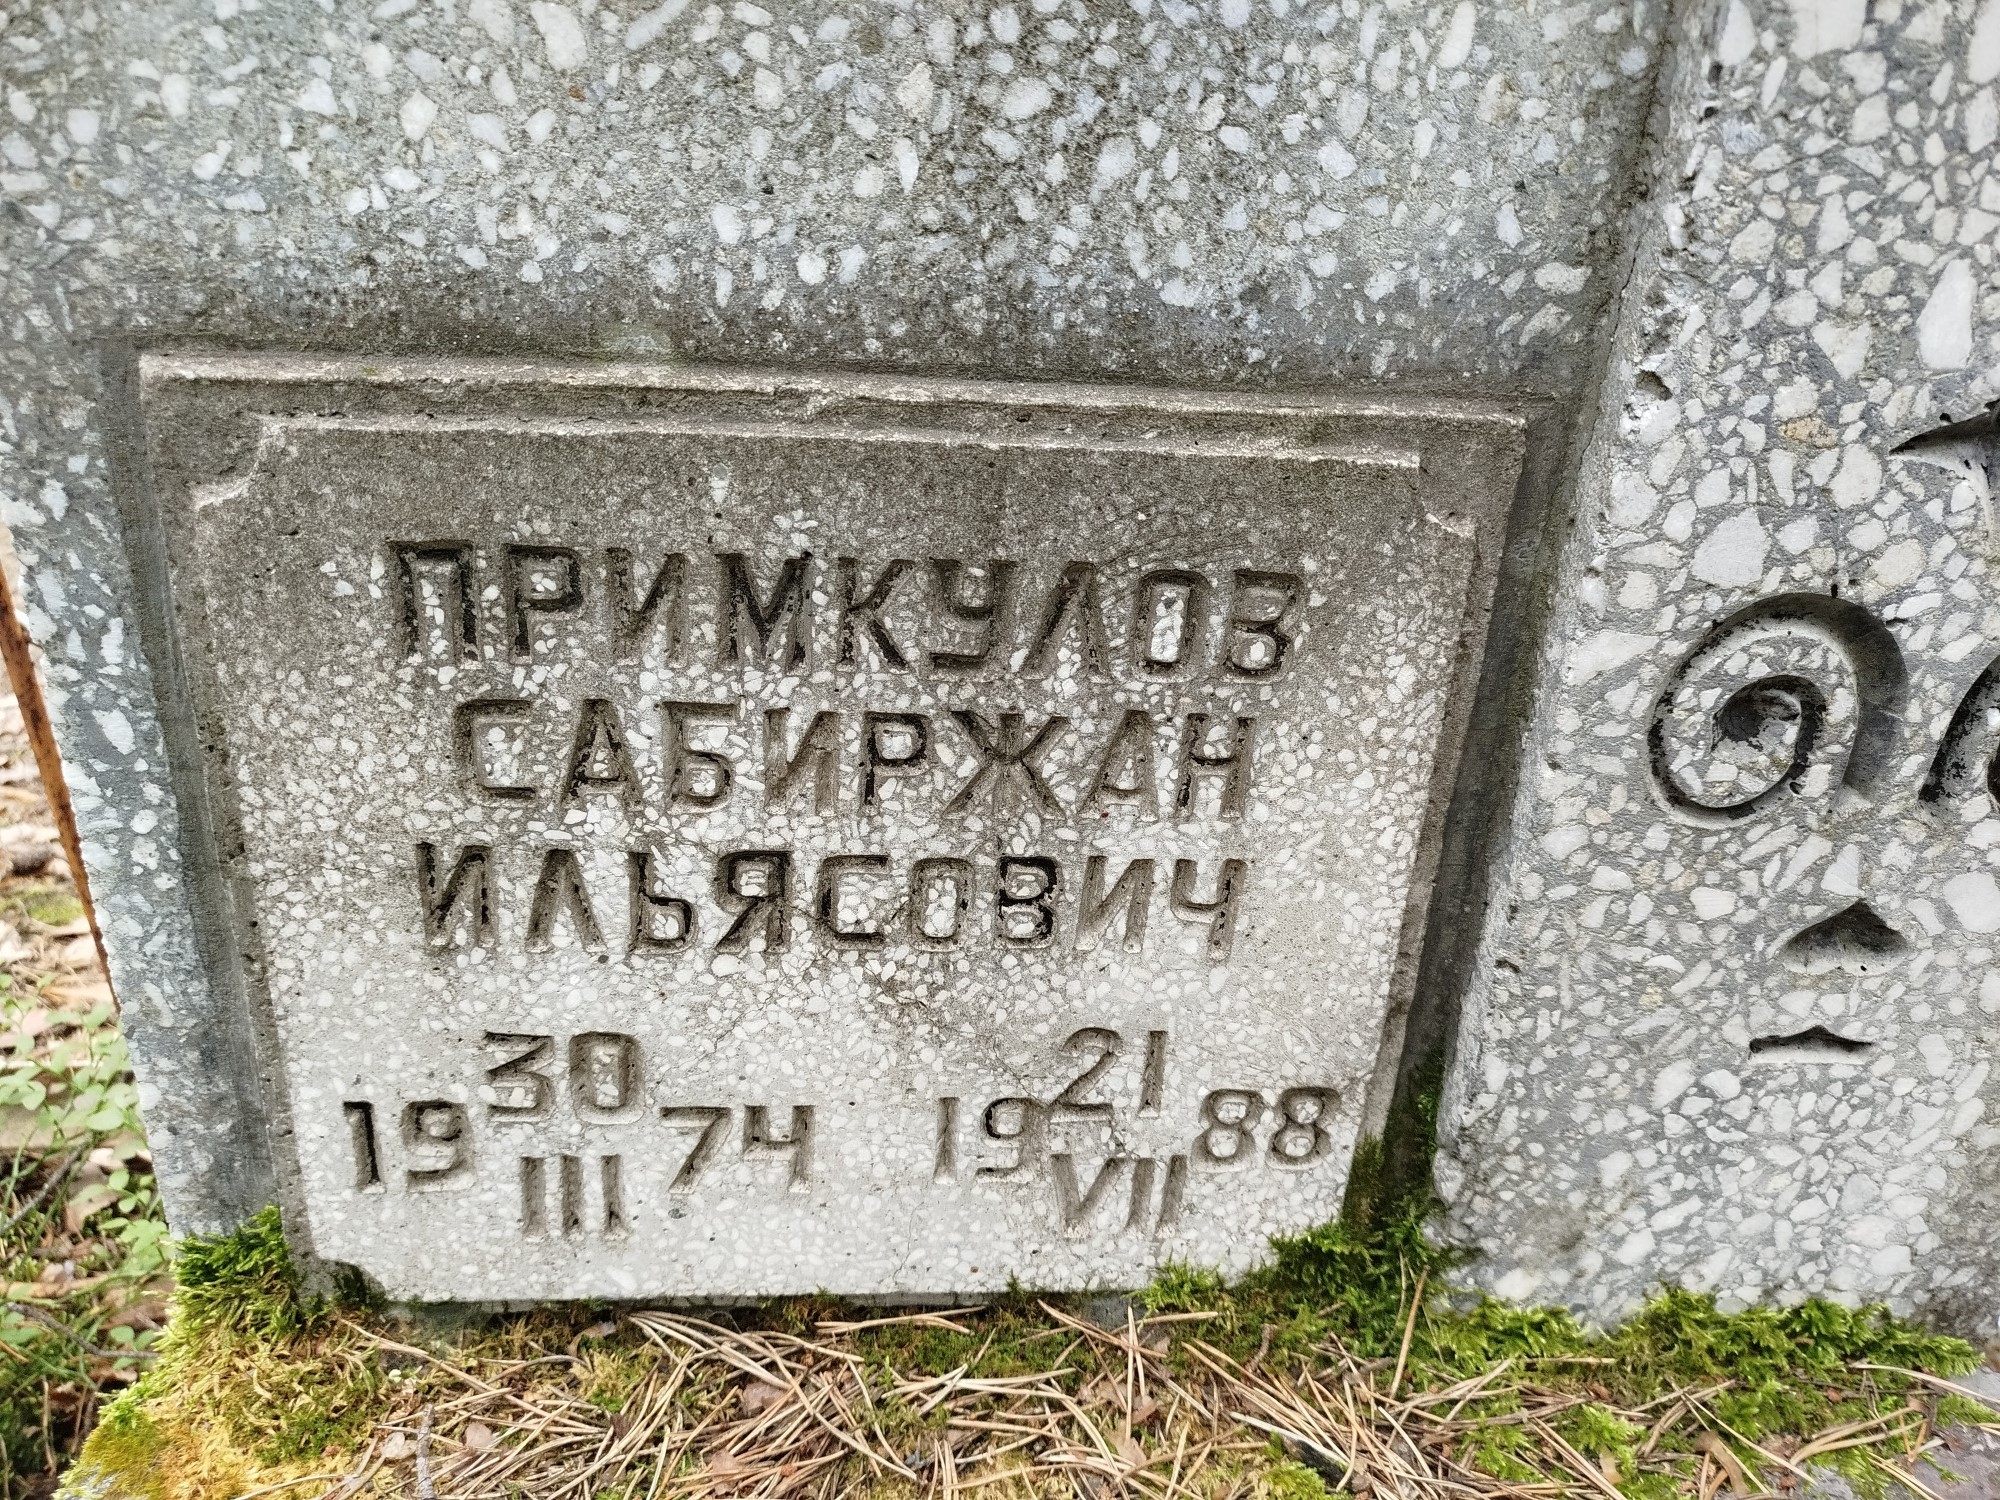 ПРИМКУЛОВ
САБИРЖАН
ИЛЬЯСОВИЧ
30 21
19 74 19 88
III VII